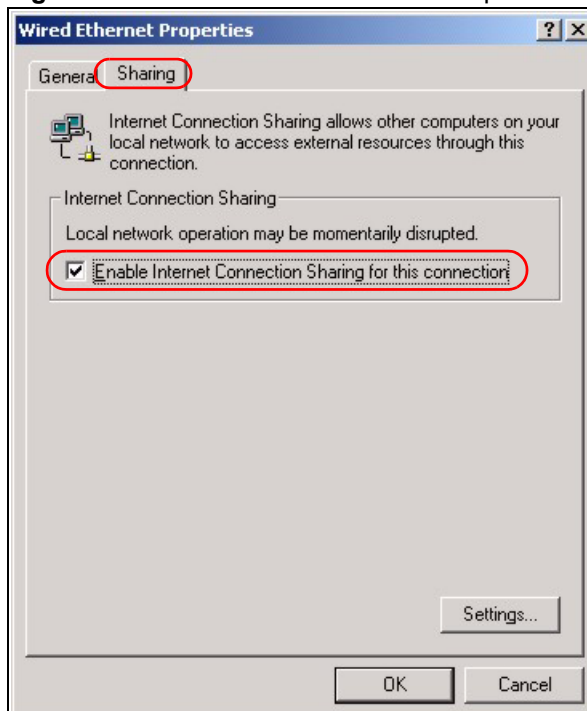 Wired Ethernet Properties
General Sharing
Internet Connection Sharing allows other computers on your
local network to access external resources through this
connection.
Internet Connection Sharing
Local network operation may be momentarily disrupted.
Enable Internet Connection Sharing for this connection
Settings...
OK Cancel